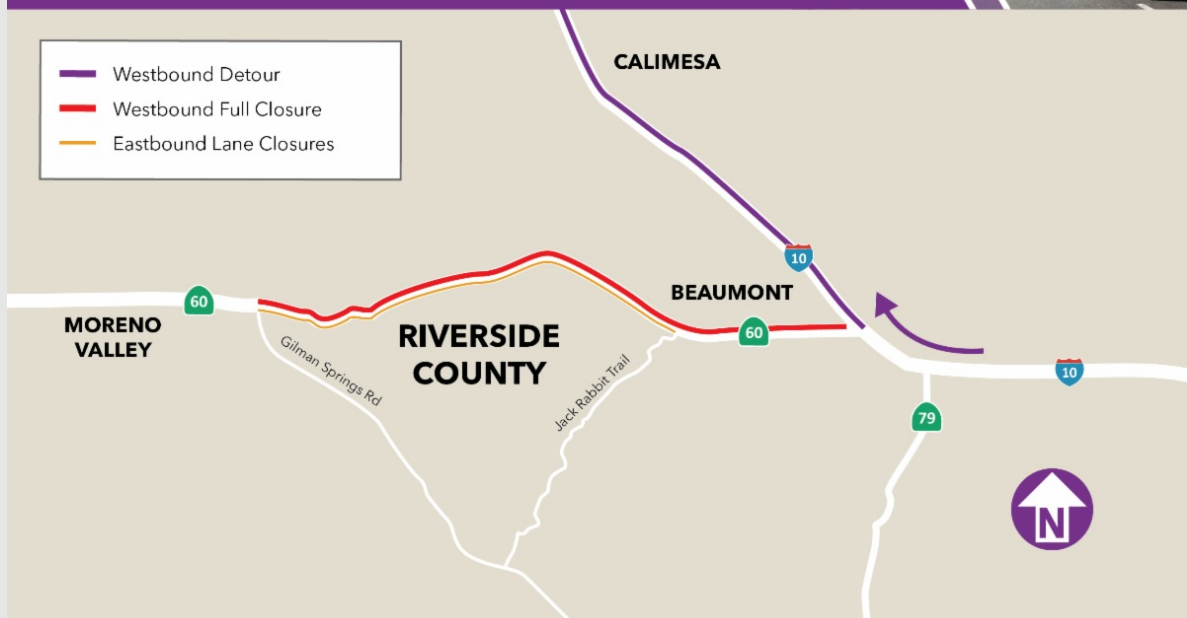 Westbound Detour
Westbound Full Closure
Eastbound Lane Closures
CALIMESA
10
BEAUMONT
60
MORENO
VALLEY
RIVERSIDE
COUNTY
60
Gilman Springs Rd
Jack Rabbit Trail
10
79
N